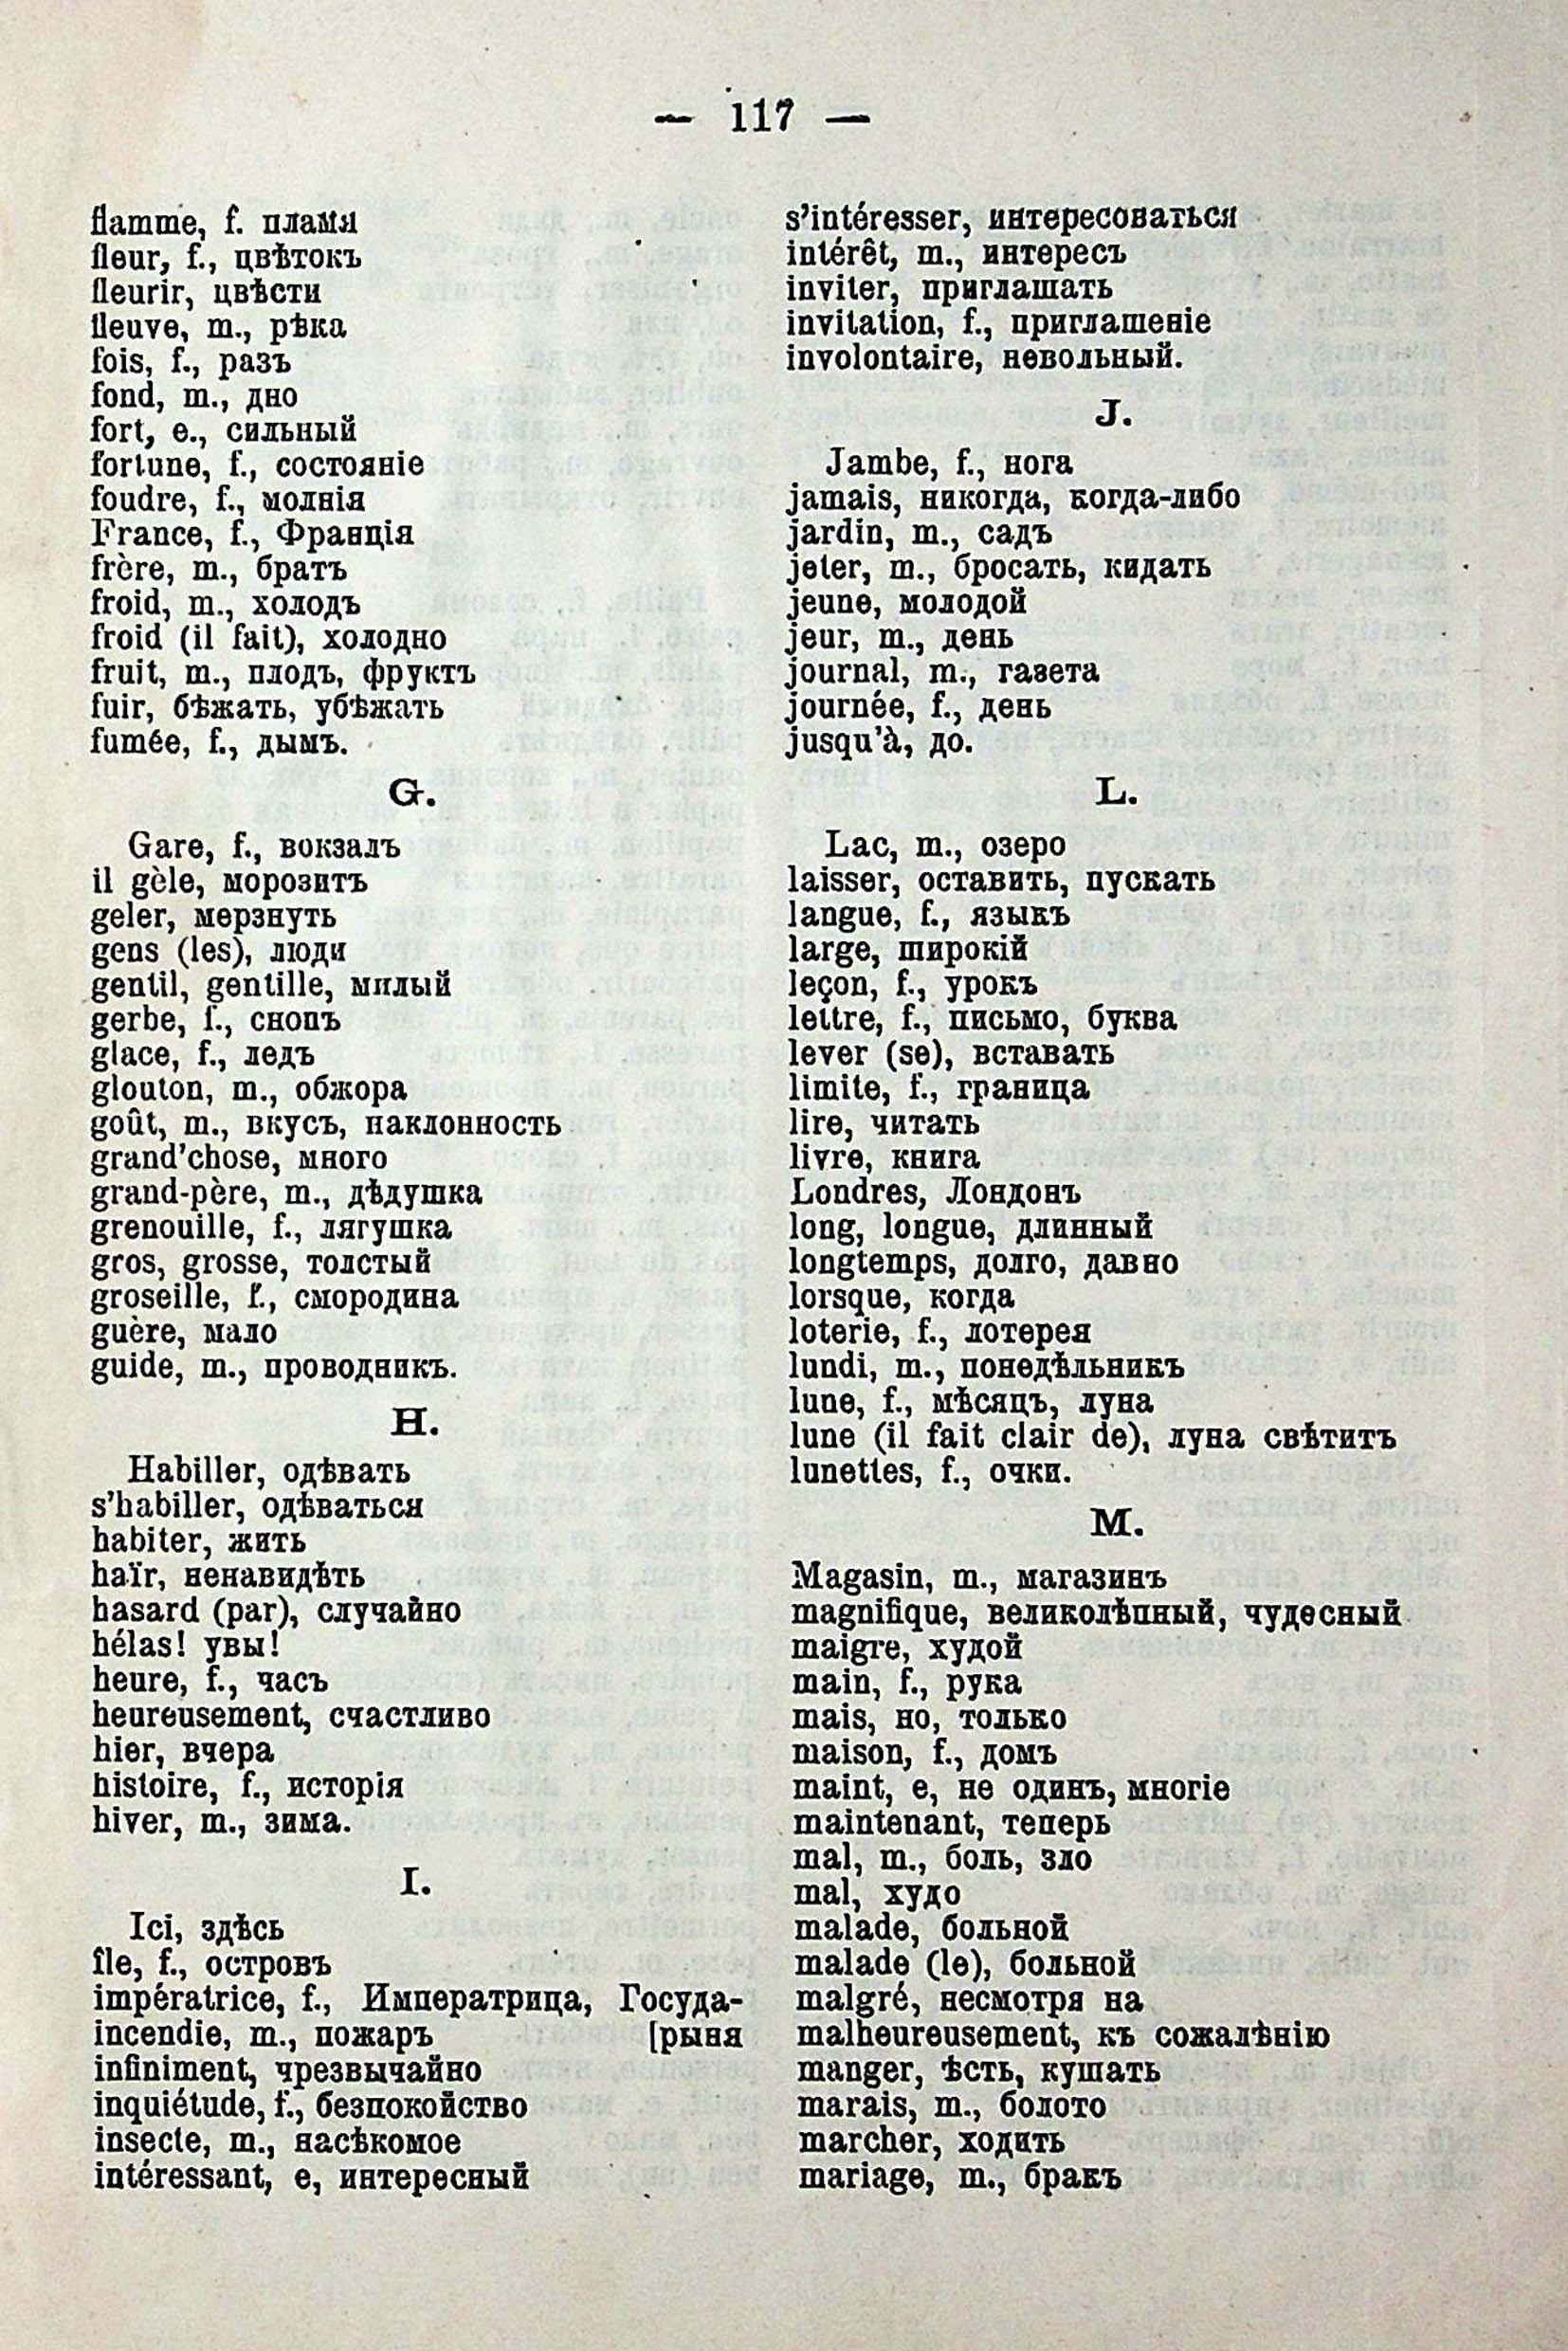 — 117 —
flamme, f. пламя
fleur, f., цвѣтокъ
fleurir, цвѣсти
fleuve, m., рѣка
fois, f., разъ
fond, m., дно
fort, e., сильный
fortune, f., состояніе
foudre, f., молнія
France, f., Франція
frère, m., братъ
froid, m., холодъ
froid (il fait), холодно
fruit, m., плодъ, фруктъ
fuir, бѣжать, убѣжать
fumée, f., дымъ.
G.
Gare, f., вокзалъ
il gèle, морозитъ
geler, мерзнуть
gens (les), люди
gentil, gentille, милый
gerbe, f., снопъ
glace, f., ледъ
glouton, m., обжора
goût, m., вкусъ, наклонность
grand'chose, много
grand-père, m., дѣдушка
grenouille, f., лягушка
gros, grosse, толстый
groseille, f., смородина
guère, мало
guide, m., проводникъ.
H.
Habiller, одѣвать
s'habiller, одѣваться
habiter, жить
haïr, ненавидѣть
hasard (par), случайно
hélas! увы!
heure, f., часъ
heureusement, счастливо
hier, вчера
histoire, f., исторія
hiver, m., зима.
I.
Ici, здѣсь
île, f., островъ
impératrice, f., Императрица, Госуда-
incendie, m., пожаръ [рыня
infiniment, чрезвычайно
inquiétude, f., безпокойство
insecte, m., насѣкомое
intéressant, e, интересный
s'intéresser, интересоваться
intérêt, m., интересъ
inviter, приглашать
invitation, f., приглашеніе
involontaire, невольный.
J.
Jambe, f., нога
jamais, никогда, когда-либо
jardin, m., садъ
jeter, m., бросать, кидать
jeune, молодой
jeur, m., день
journal, m., газета
journée, f., день
jusqu'à, до.
L.
Lac, m., озеро
laisser, оставить, пускать
langue, f., языкъ
large, широкій
leçon, f., урокъ
lettre, f., письмо, буква
lever (se), вставать
limite, f., граница
lire, читать
livre, книга
Londres, Лондонъ
long, longue, длинный
longtemps, долго, давно
lorsque, когда
loterie, f., лотерея
lundi, m., понедѣльникъ
lune, f., мѣсяцъ, луна
lune (il fait clair de), луна свѣтитъ
lunettes, f., очки.
M.
Magasin, m., магазинъ
magnifique, великолѣпный, чудесный
maigre, худой
main, f., рука
mais, но, только
maison, f., домъ
maint, e, не одинъ, многіе
maintenant, теперь
mal, m., боль, зло
mal, худо
malade, больной
malade (le), больной
malgré, несмотря на
malheureusement, къ сожалѣнію
manger, ѣсть, кушать
marais, m., болото
marcher, ходить
mariage, m., бракъ